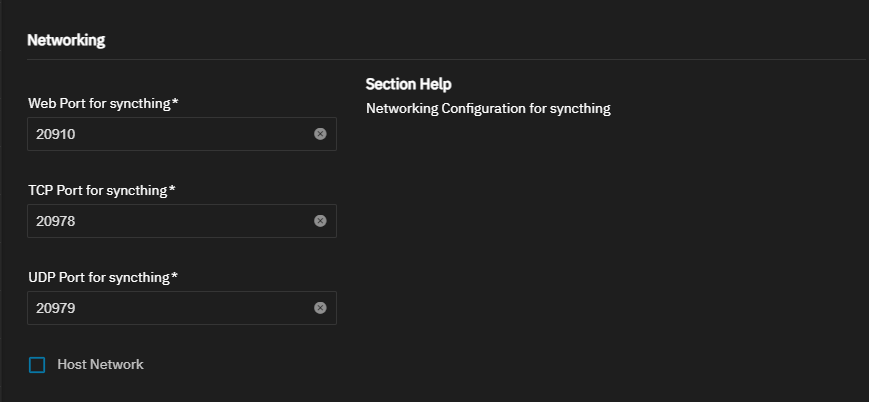 Networking
Section Help
Networking Configuration for syncthing
Web Port for syncthing*
20910
TCP Port for syncthing*
20978
UDP Port for syncthing*
20979
Host Network